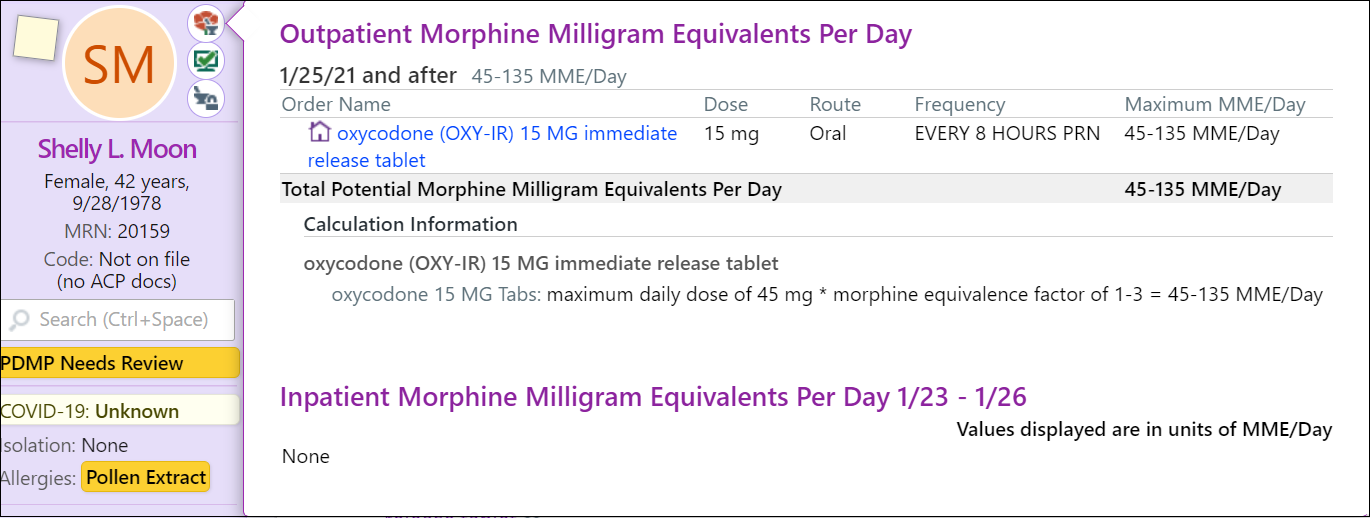 SM
Shelly L. Moon
Female, 42 years,
9/28/1978
MRN: 20159
Code: Not on file
(no ACP docs)
Search (Ctrl+Space)
PDMP Needs Review
COVID-19: Unknown
Isolation: None
Allergies: Pollen Extract
Outpatient Morphine Milligram Equivalents Per Day
1/25/21 and after 45-135 MME/Day
Order Name Dose Route Frequency Maximum MME/Day
oxycodone (OXY-IR) 15 MG immediate 15 mg Oral EVERY 8 HOURS PRN 45-135 MME/Day
release tablet
Total Potential Morphine Milligram Equivalents Per Day 45-135 MME/Day
Calculation Information
oxycodone (OXY-IR) 15 MG immediate release tablet
oxycodone 15 MG Tabs: maximum daily dose of 45 mg * morphine equivalence factor of 1-3 = 45-135 MME/Day
Inpatient Morphine Milligram Equivalents Per Day 1/23 - 1/26
Values displayed are in units of MME/Day
None